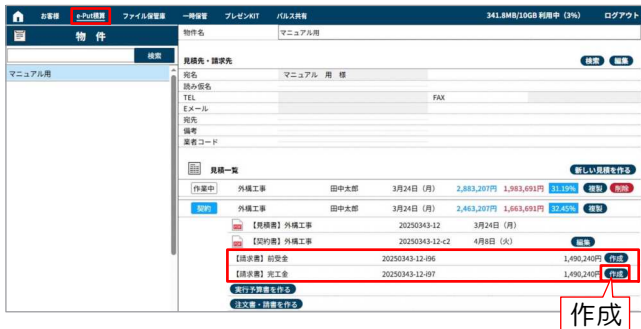 お客様 e-Put積算 ファイル保管庫 一時保管 プレゼンKIT パルス共有 341.8MB/10GB 利用中（3%） ログアウト
物 件
検索
マニュアル用
物件名 マニュアル用
見積先・請求先 検索 編集
宛名 マニュアル 用 様
読み仮名
TEL FAX
Eメール
宛先
備考
業者コード
見積一覧 新しい見積を作る
作業中 外構工事 田中太郎 3月24日（月） 2,883,207円 1,983,691円 31.19% 複製 削除
契約 外構工事 田中太郎 3月24日（月） 2,463,207円 1,663,691円 32.45% 複製
【見積書】外構工事 20250343-12 3月24日（月）
【契約書】外構工事 20250343-12-c2 4月8日（火） 編集
【請求書】前受金 20250343-12-i96 1,490,240円 作成
【請求書】完工金 20250343-12-i97 1,490,240円 作成
実行予算書を作る
注文書・請書を作る
作成